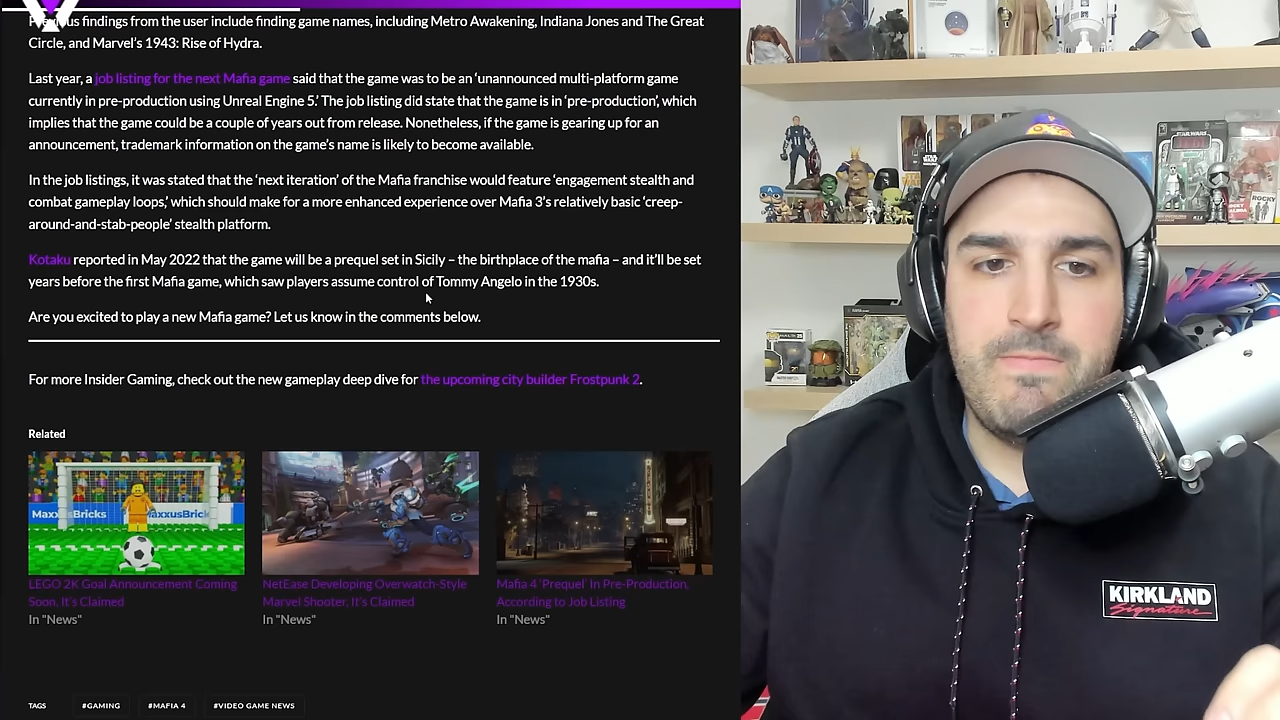 Previous findings from the user include finding game names, including Metro Awakening, Indiana Jones and The Great
Circle, and Marvel's 1943: Rise of Hydra.
Last year, a job listing for the next Mafia game said that the game was to be an 'unannounced multi-platform game
currently in pre-production using Unreal Engine 5.' The job listing did state that the game is in 'pre-production', which
implies that the game could be a couple of years out from release. Nonetheless, if the game is gearing up for an
announcement, trademark information on the game's name is likely to become available.
In the job listings, it was stated that the 'next iteration' of the Mafia franchise would feature 'engagement stealth and
combat gameplay loops,' which should make for a more enhanced experience over Mafia 3's relatively basic 'creep-
around-and-stab-people' stealth platform.
Kotaku reported in May 2022 that the game will be a prequel set in Sicily – the birthplace of the mafia – and it'll be set
years before the first Mafia game, which saw players assume control of Tommy Angelo in the 1930s.
Are you excited to play a new Mafia game? Let us know in the comments below.
For more Insider Gaming, check out the new gameplay deep dive for the upcoming city builder Frostpunk 2.
Related
LEGO 2K Goal Announcement Coming
Soon, It's Claimed
In "News"
NetEase Developing Overwatch-Style
Marvel Shooter, It's Claimed
In "News"
Mafia 4 'Prequel' In Pre-Production,
According to Job Listing
In "News"
TAGS #GAMING #MAFIA 4 #VIDEO GAME NEWS
STAR WARS
ROCKY
KIRKLAND
Signature